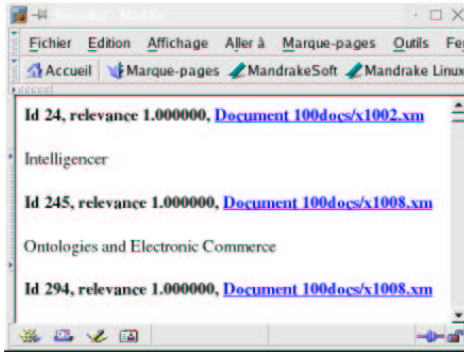 Fichier Edition Affichage Aller à Marque-pages Outils
Accueil Marque-pages MandrakeSoft Mandrake Linux
Id 24, relevance 1.000000, Document 100docs/x1002.xm
Intelligencer
Id 245, relevance 1.000000, Document 100docs/x1008.xm
Ontologies and Electronic Commerce
Id 294, relevance 1.000000, Document 100docs/x1008.xm